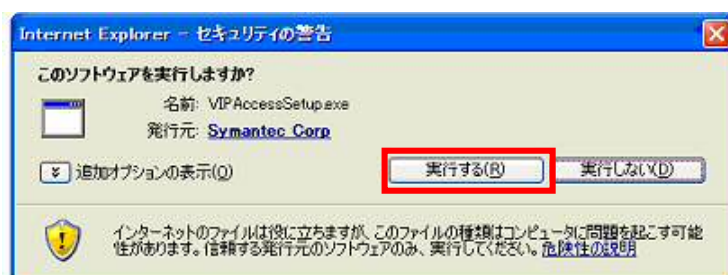 Internet Explorer - セキュリティの警告
このソフトウェアを実行しますか?
名前: VIPAccessSetup.exe
発行元: Symantec Corp
追加オプションの表示(O)
実行する(R)
実行しない(D)
インターネットのファイルは役に立ちますが、このファイルの種類はコンピュータに問題を起こす可能
性があります。信頼する発行元のソフトウェアのみ、実行してください。危険性の説明